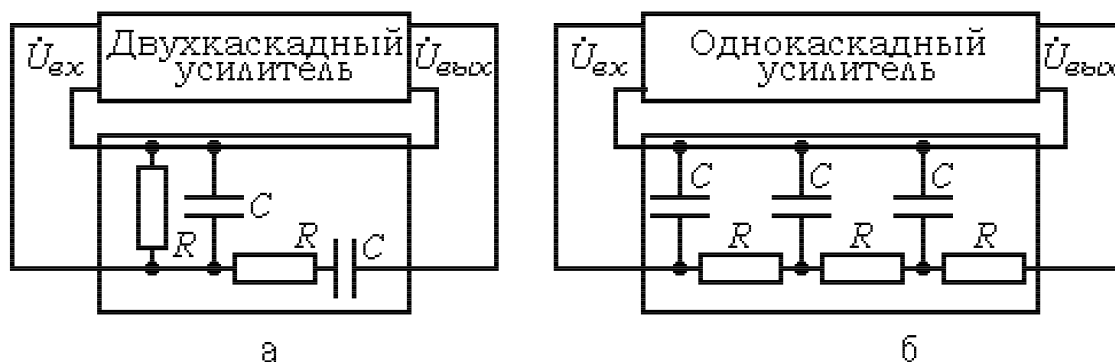 Двухкаскадный
усилитель
U̇вх
U̇вых
R
C
R
C
а
Однокаскадный
усилитель
U̇вх
U̇вых
C
C
C
R
R
R
б